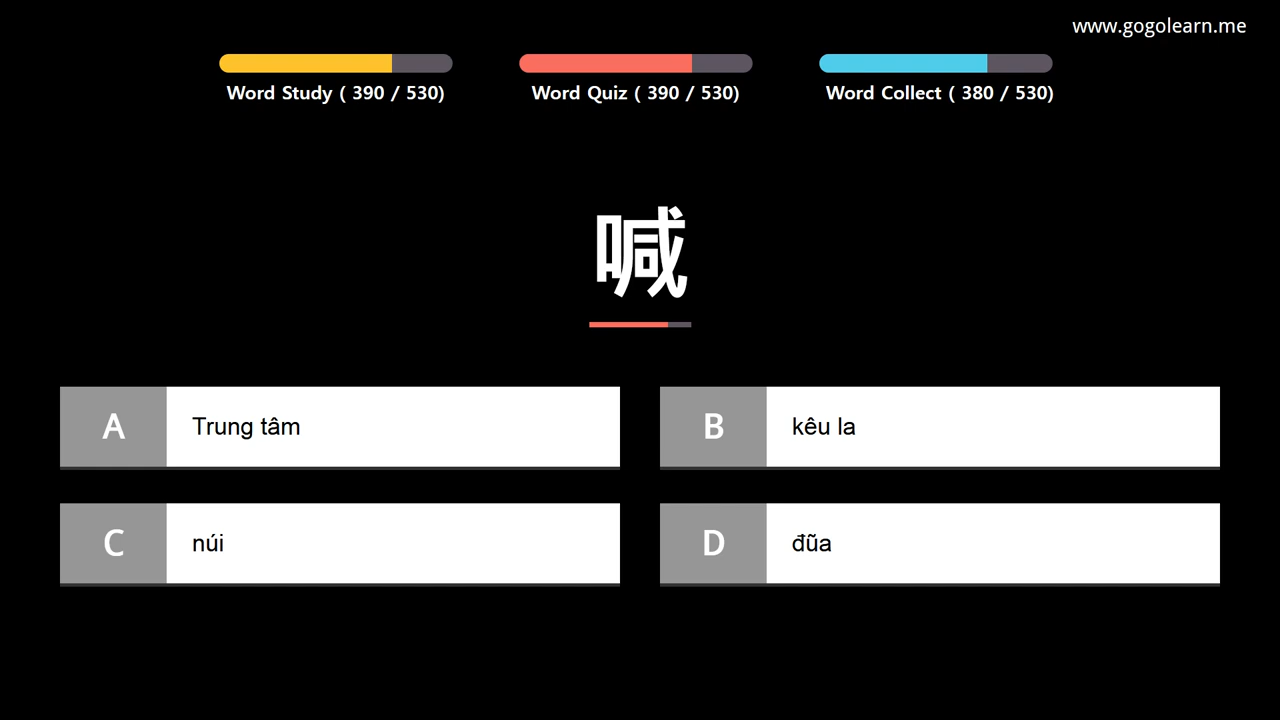 www.gogolearn.me
Word Study ( 390 / 530)
Word Quiz ( 390 / 530)
Word Collect ( 380 / 530)
喊
A
Trung tâm
B
kêu la
C
núi
D
đũa